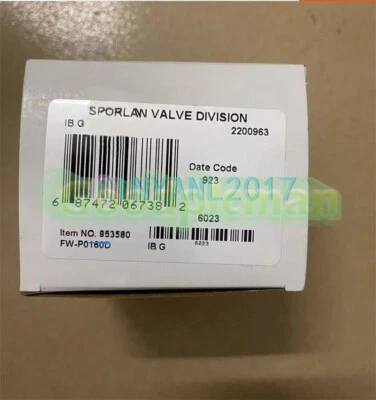 SPORLAN VALVE DIVISION
IB G
2200963
Date Code
923
6 87472 06738 2
6023
Item NO. 953580
FW-P0160D
IB G
6023